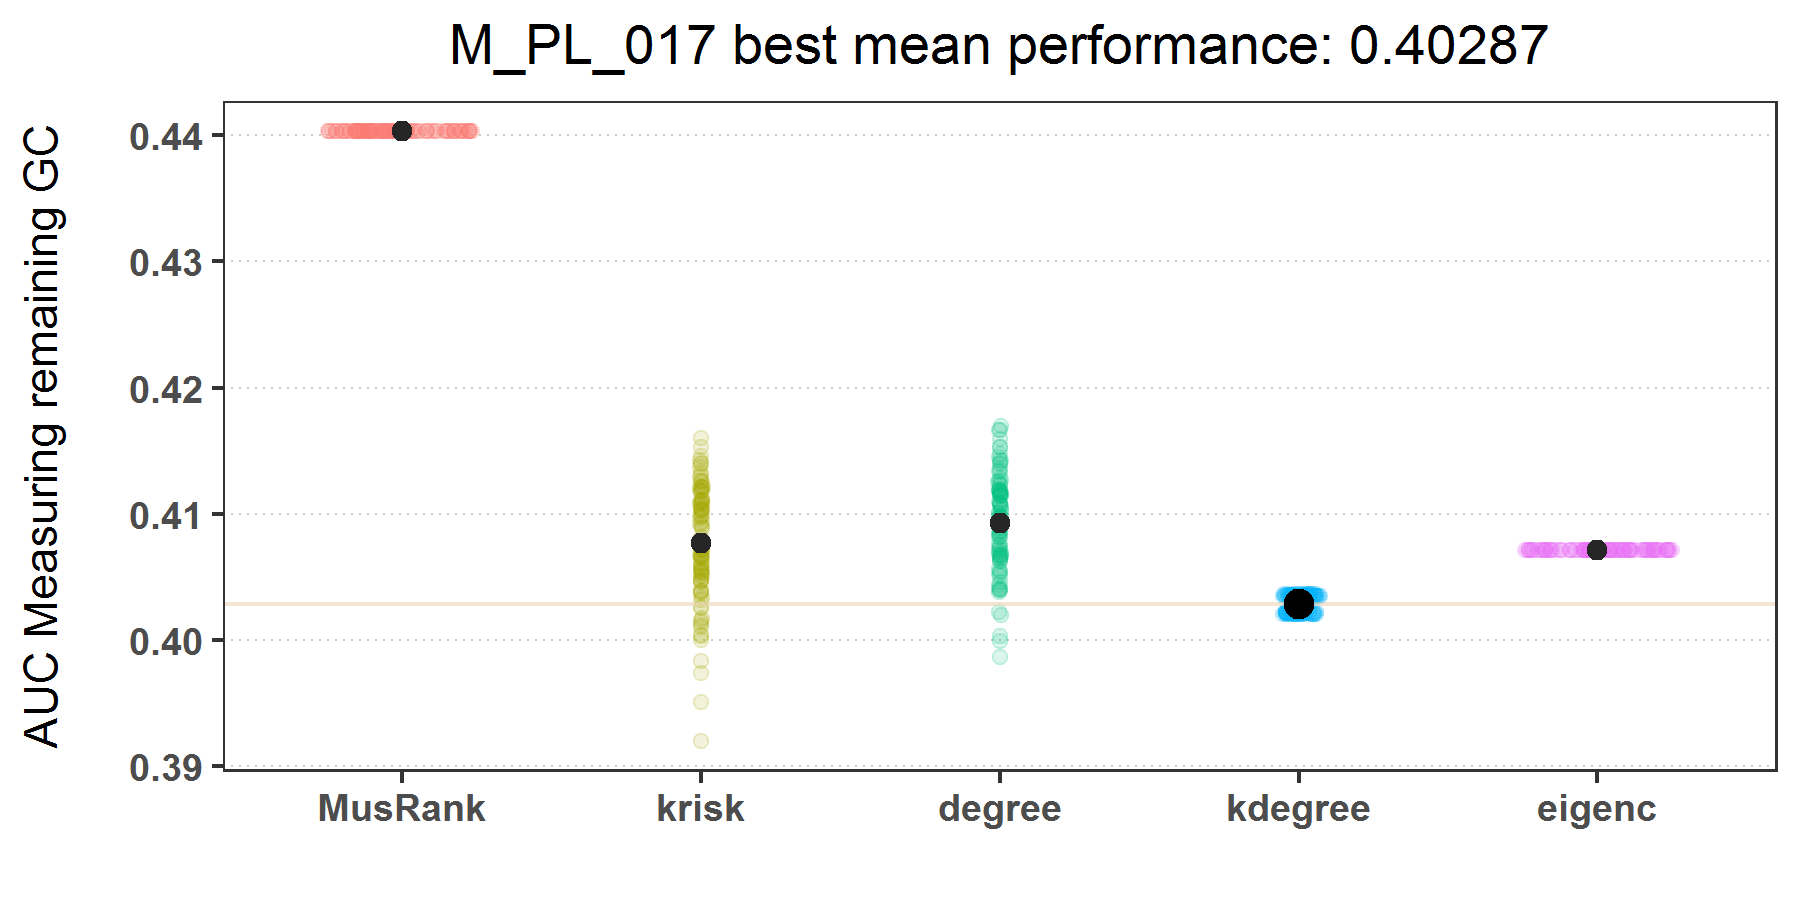 M_PL_017 best mean performance: 0.40287
AUC Measuring remaining GC
0.44
0.43
0.42
0.41
0.40
0.39
MusRank krisk degree kdegree eigenc